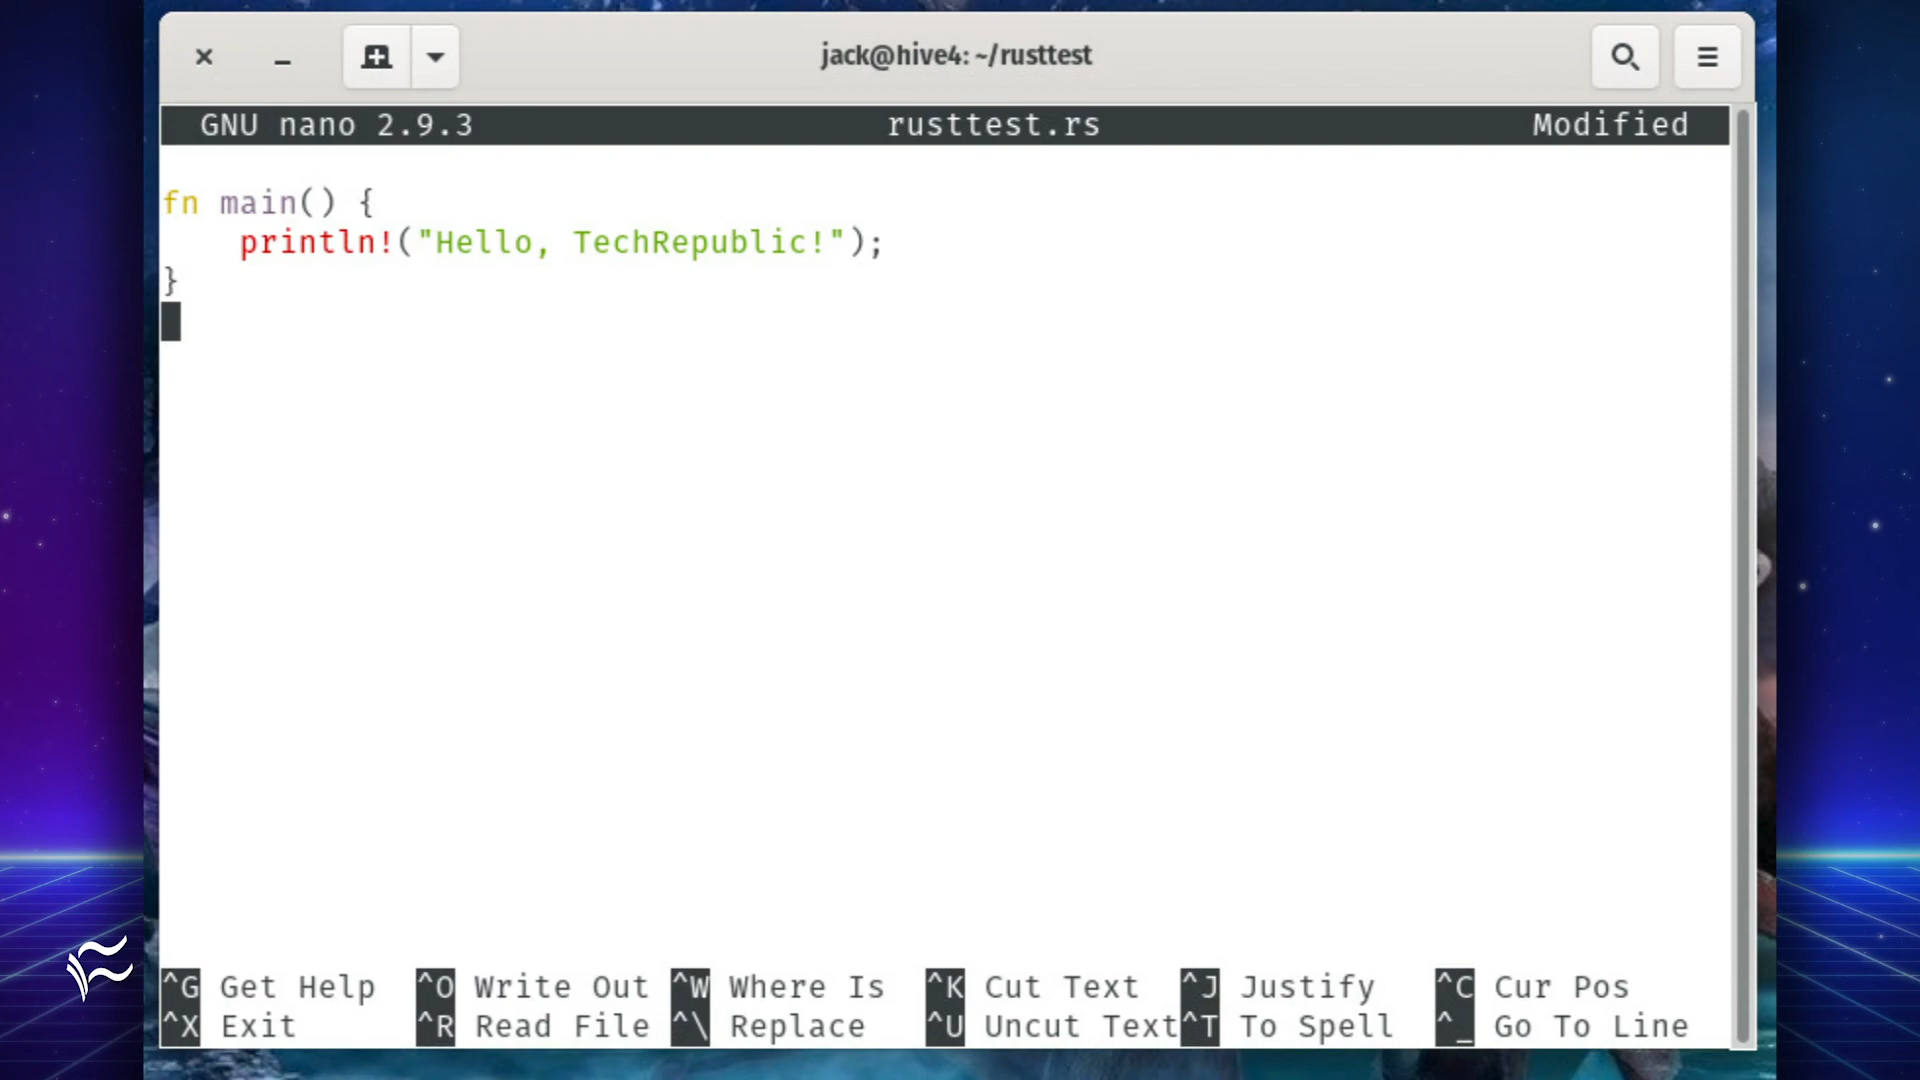 jack@hive4: ~/rusttest
GNU nano 2.9.3 rusttest.rs Modified
fn main() {
    println!("Hello, TechRepublic!");
}
^G Get Help ^O Write Out ^W Where Is ^K Cut Text ^J Justify ^C Cur Pos
^X Exit ^R Read File ^\ Replace ^U Uncut Text ^T To Spell ^_ Go To Line